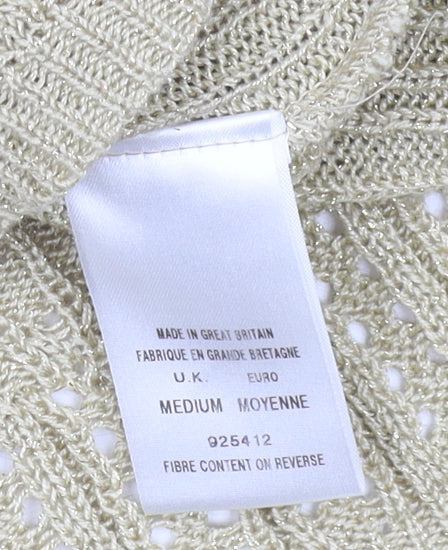 MADE IN GREAT BRITAIN
FABRIQUE EN GRANDE BRETAGNE
U.K. EURO
MEDIUM MOYENNE
925412
FIBRE CONTENT ON REVERSE